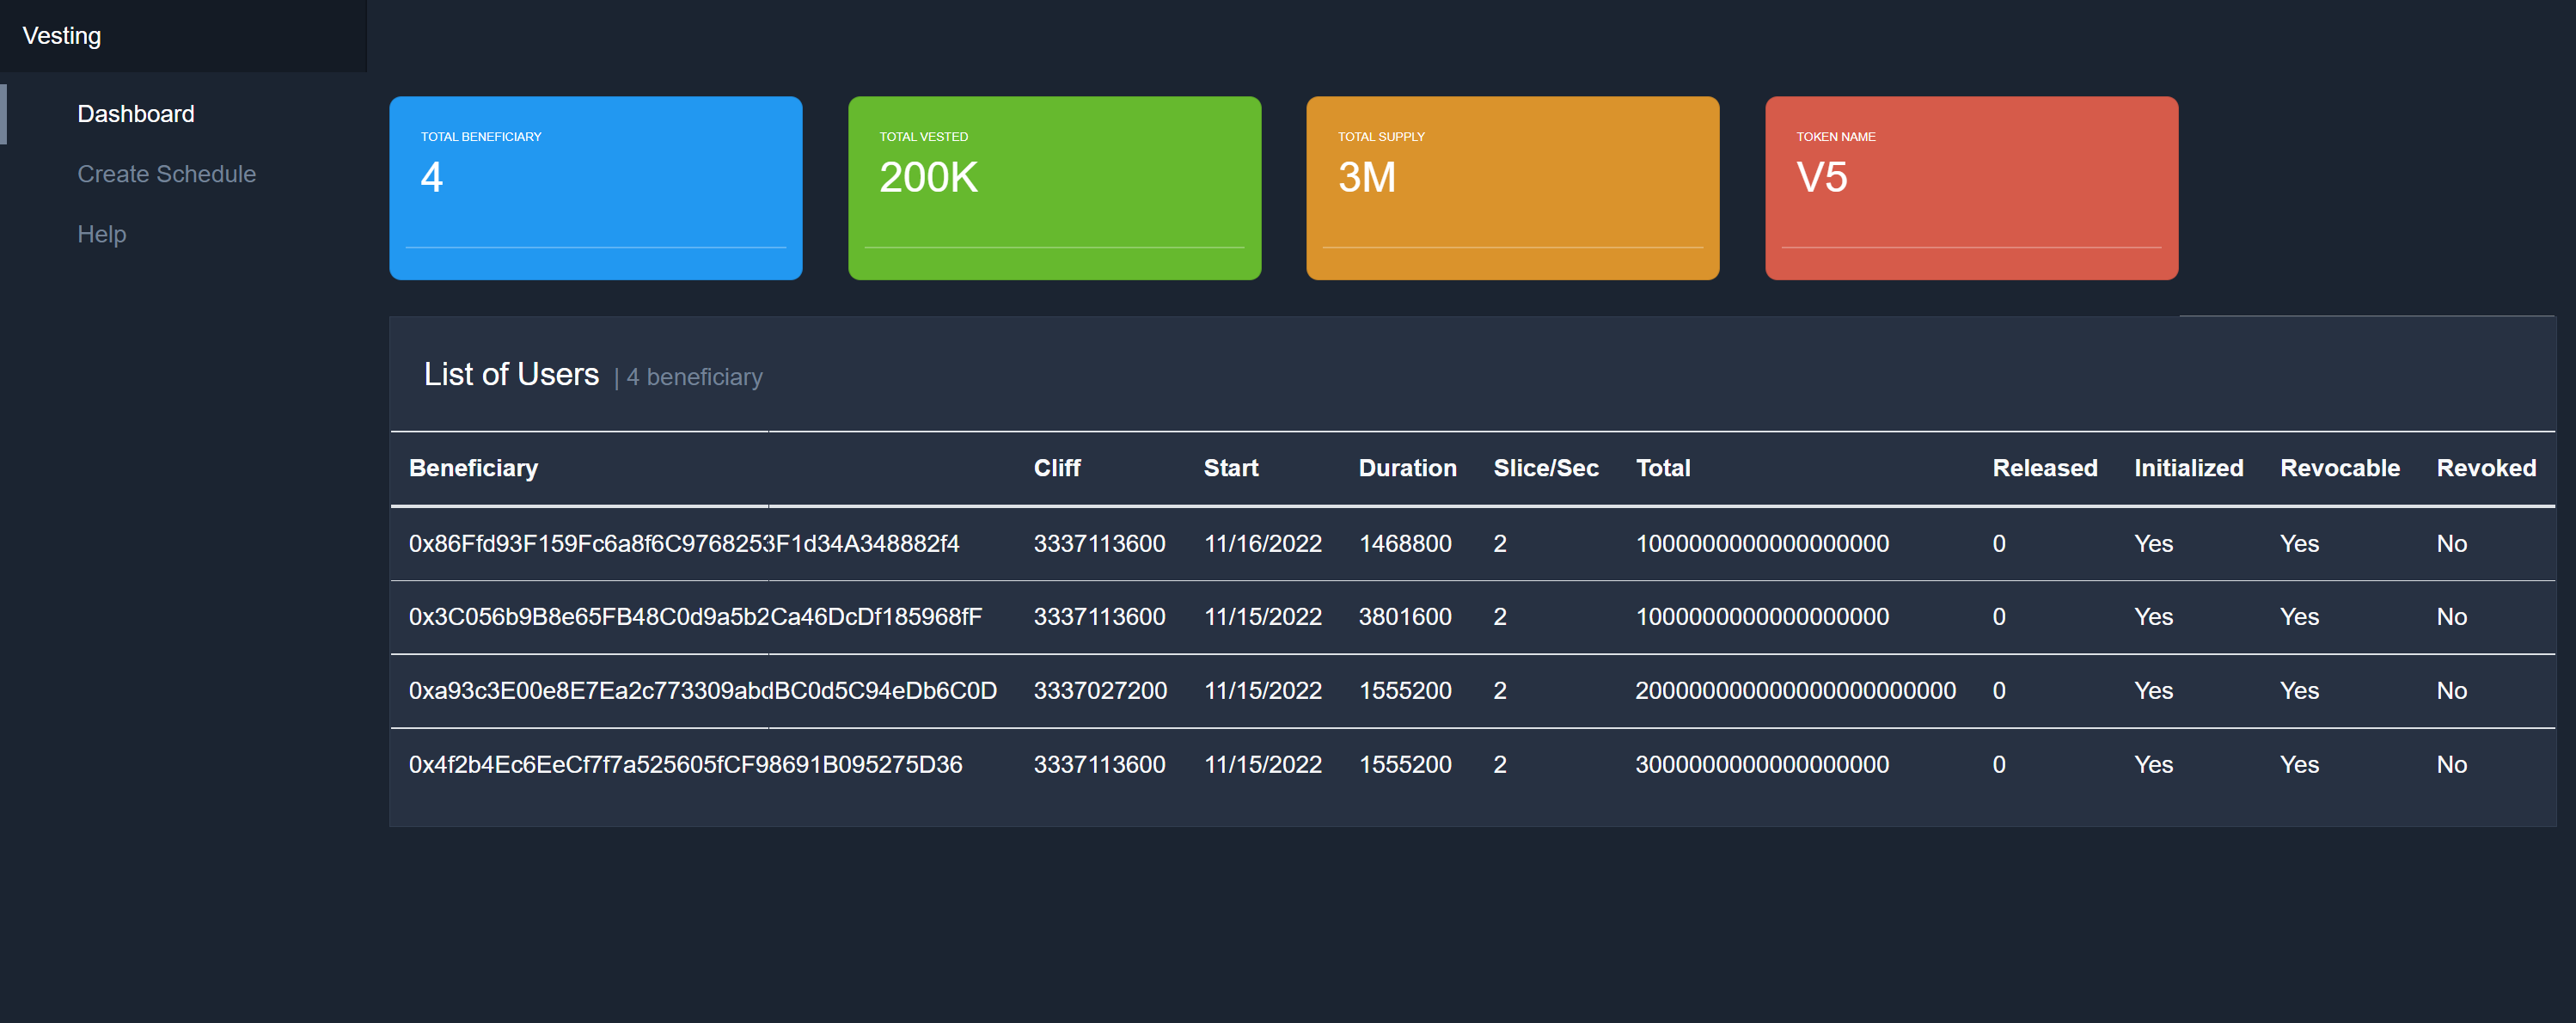 Vesting
Dashboard
Create Schedule
Help
TOTAL BENEFICIARY
4
TOTAL VESTED
200K
TOTAL SUPPLY
3M
TOKEN NAME
V5
List of Users | 4 beneficiary
Beneficiary Cliff Start Duration Slice/Sec Total Released Initialized Revocable Revoked
0x86Ffd93F159Fc6a8f6C9768253F1d34A348882f4 3337113600 11/16/2022 1468800 2 1000000000000000000 0 Yes Yes No
0x3C056b9B8e65FB48C0d9a5b2Ca46DcDf185968fF 3337113600 11/15/2022 3801600 2 1000000000000000000 0 Yes Yes No
0xa93c3E00e8E7Ea2c773309abdBC0d5C94eDb6C0D 3337027200 11/15/2022 1555200 2 200000000000000000000000 0 Yes Yes No
0x4f2b4Ec6EeCf7f7a525605fCF98691B095275D36 3337113600 11/15/2022 1555200 2 3000000000000000000 0 Yes Yes No